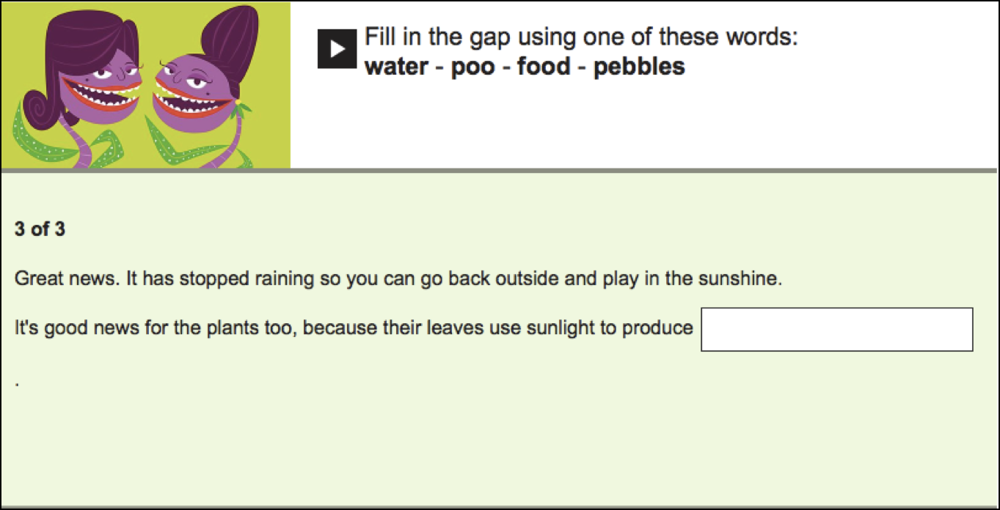 Fill in the gap using one of these words:
water - poo - food - pebbles
3 of 3
Great news. It has stopped raining so you can go back outside and play in the sunshine.
It's good news for the plants too, because their leaves use sunlight to produce
.